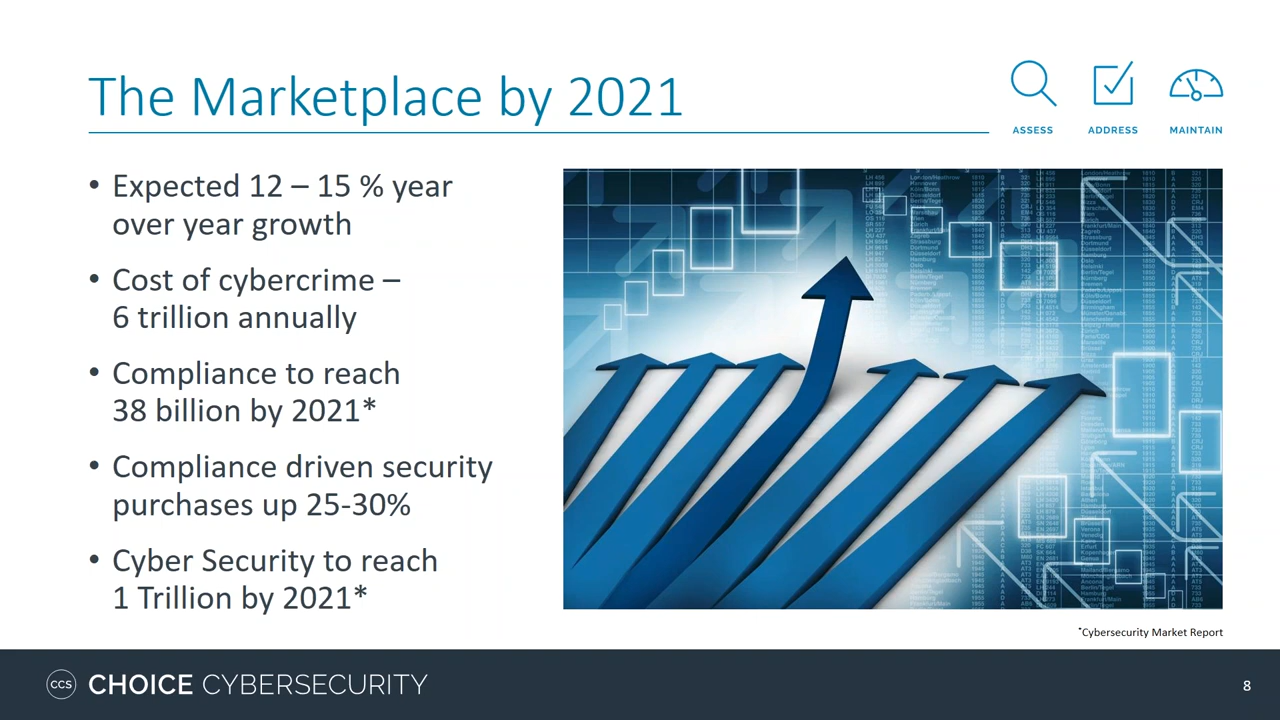 The Marketplace by 2021
ASSESS
ADDRESS
MAINTAIN
• Expected 12 – 15 % year
over year growth
• Cost of cybercrime –
6 trillion annually
• Compliance to reach
38 billion by 2021*
• Compliance driven security
purchases up 25-30%
• Cyber Security to reach
1 Trillion by 2021*
*Cybersecurity Market Report
CCS CHOICE CYBERSECURITY
8